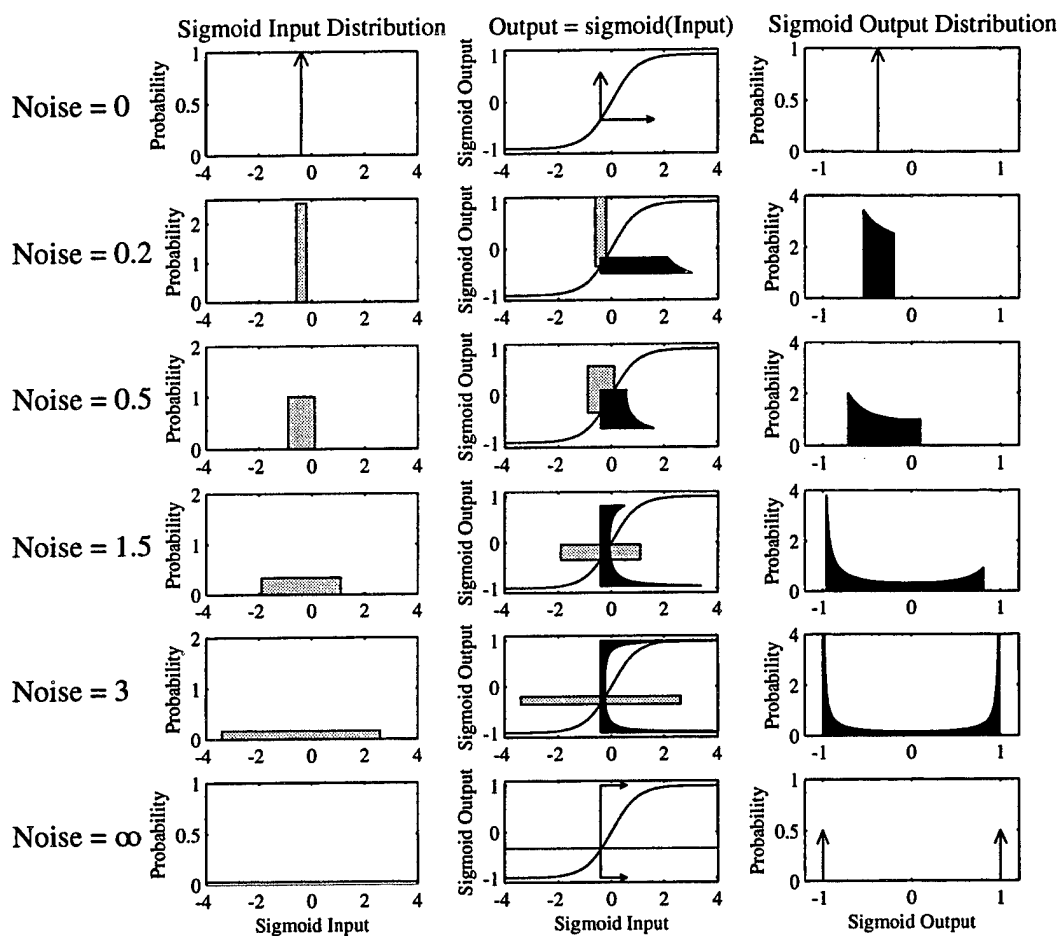 Sigmoid Input Distribution
Output = sigmoid(Input)
Sigmoid Output Distribution
Noise = 0
Probability
1
0.5
0
-4 -2 0 2 4
Sigmoid Output
1
0
-1
-4 -2 0 2 4
Probability
1
0.5
0
-1 0 1
Noise = 0.2
Probability
2
1
0
-4 -2 0 2 4
Sigmoid Output
1
0
-1
-4 -2 0 2 4
Probability
4
2
0
-1 0 1
Noise = 0.5
Probability
2
1
0
-4 -2 0 2 4
Sigmoid Output
1
0
-1
-4 -2 0 2 4
Probability
4
2
0
-1 0 1
Noise = 1.5
Probability
2
1
0
-4 -2 0 2 4
Sigmoid Output
1
0
-1
-4 -2 0 2 4
Probability
4
2
0
-1 0 1
Noise = 3
Probability
1
0.5
0
-4 -2 0 2 4
Sigmoid Output
1
0
-1
-4 -2 0 2 4
Probability
4
2
0
-1 0 1
Noise = ∞
Probability
1
0.5
0
-4 -2 0 2 4
Sigmoid Input
Sigmoid Output
1
0
-1
-4 -2 0 2 4
Sigmoid Input
Probability
1
0.5
0
-1 0 1
Sigmoid Output